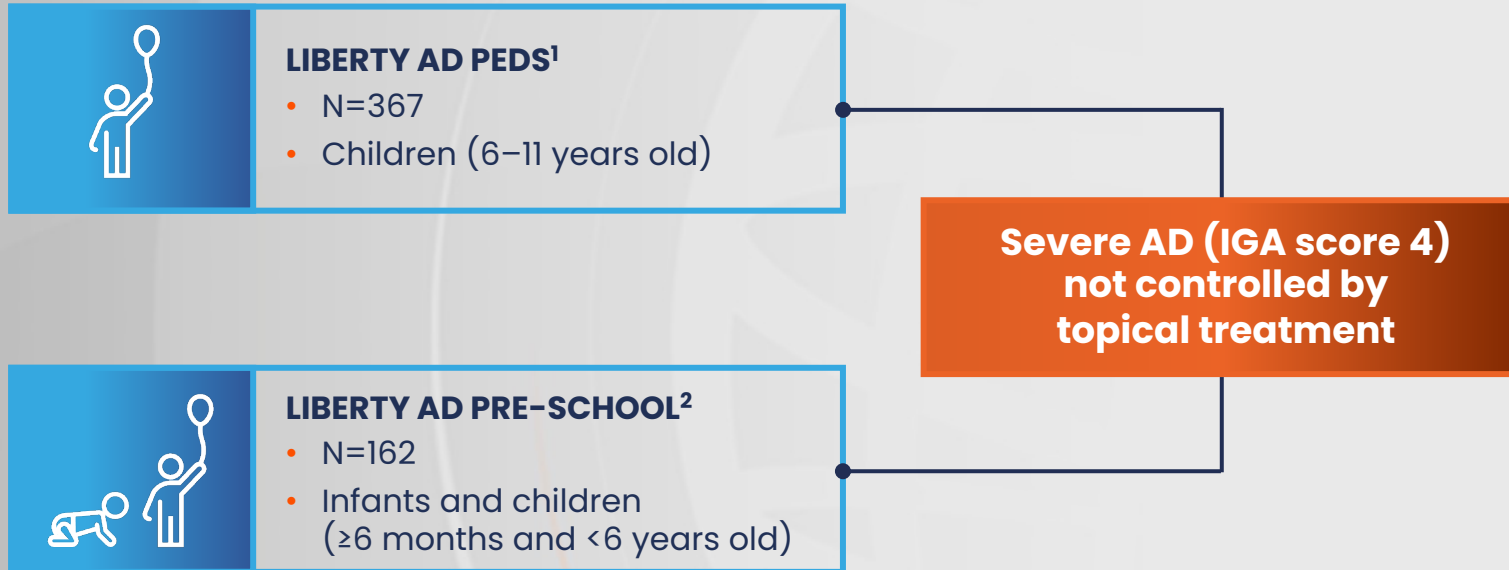 LIBERTY AD PEDS¹
• N=367
• Children (6–11 years old)
Severe AD (IGA score 4)
not controlled by
topical treatment
LIBERTY AD PRE-SCHOOL²
• N=162
• Infants and children
(≥6 months and <6 years old)